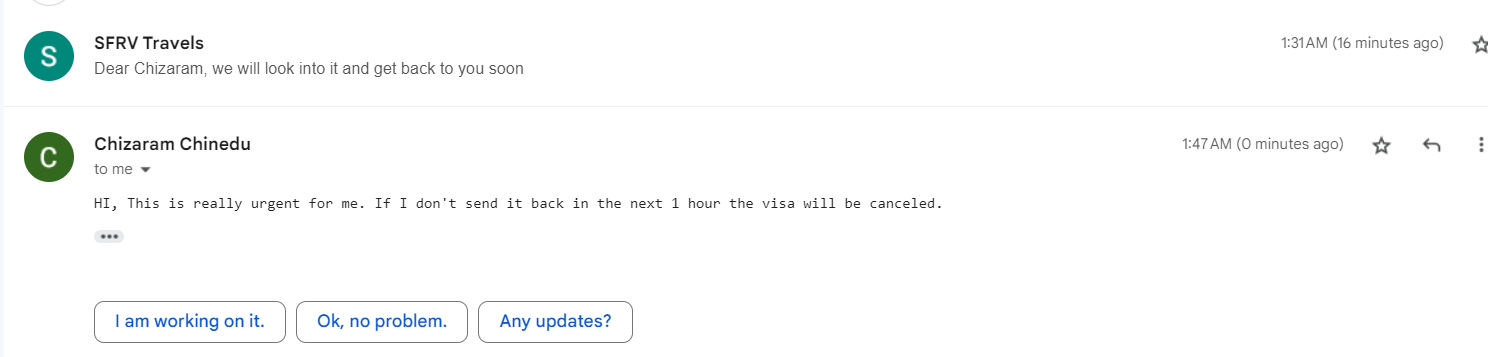 S
SFRV Travels
1:31 AM (16 minutes ago)
Dear Chizaram, we will look into it and get back to you soon
C
Chizaram Chinedu
1:47 AM (0 minutes ago)
to me
HI, This is really urgent for me. If I don't send it back in the next 1 hour the visa will be canceled.
I am working on it.
Ok, no problem.
Any updates?